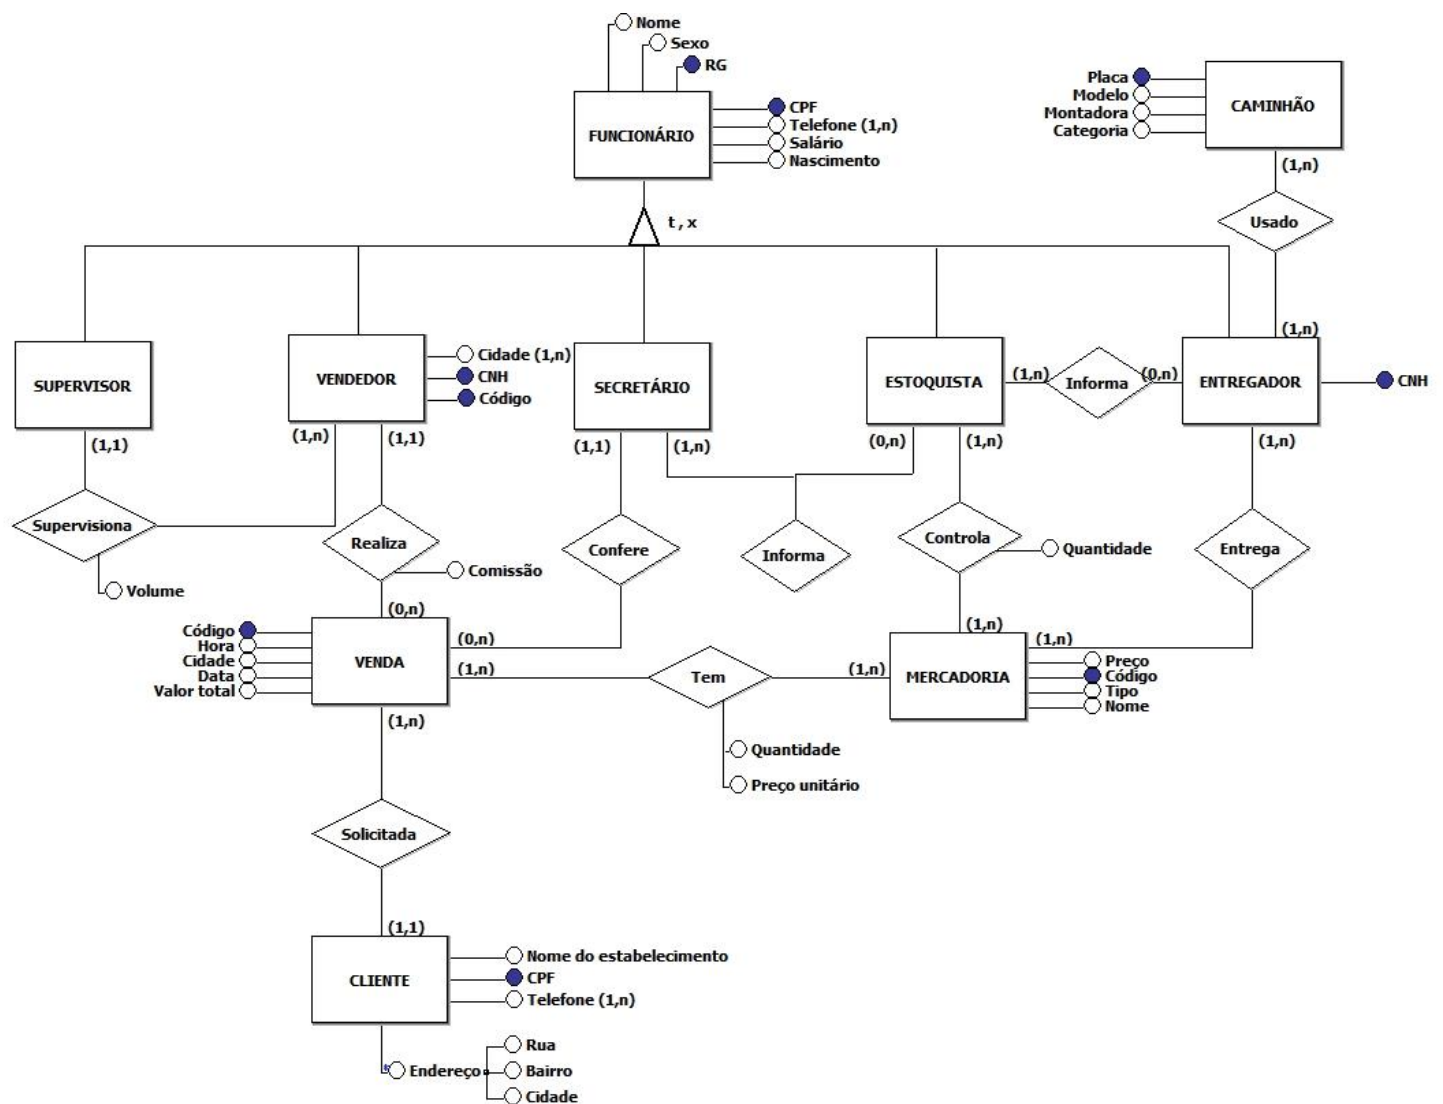 Nome
Sexo
RG
FUNCIONÁRIO
CPF
Telefone (1,n)
Salário
Nascimento
Placa
Modelo
Montadora
Categoria
CAMINHÃO
(1,n)
Usado
(1,n)
t , x
SUPERVISOR
(1,1)
VENDEDOR
Cidade (1,n)
CNH
Código
(1,n)
(1,1)
SECRETÁRIO
(1,1)
(1,n)
ESTOQUISTA
(0,n)
(1,n)
(1,n)
Informa
(0,n)
ENTREGADOR
CNH
(1,n)
Supervisiona
Volume
Realiza
Comissão
(0,n)
Confere
(0,n)
Informa
Controla
Quantidade
(1,n)
Entrega
(1,n)
Código
Hora
Cidade
Data
Valor total
VENDA
(1,n)
Tem
(1,n)
Quantidade
Preço unitário
MERCADORIA
Preço
Código
Tipo
Nome
(1,n)
Solicitada
(1,1)
CLIENTE
Nome do estabelecimento
CPF
Telefone (1,n)
Endereço
Rua
Bairro
Cidade